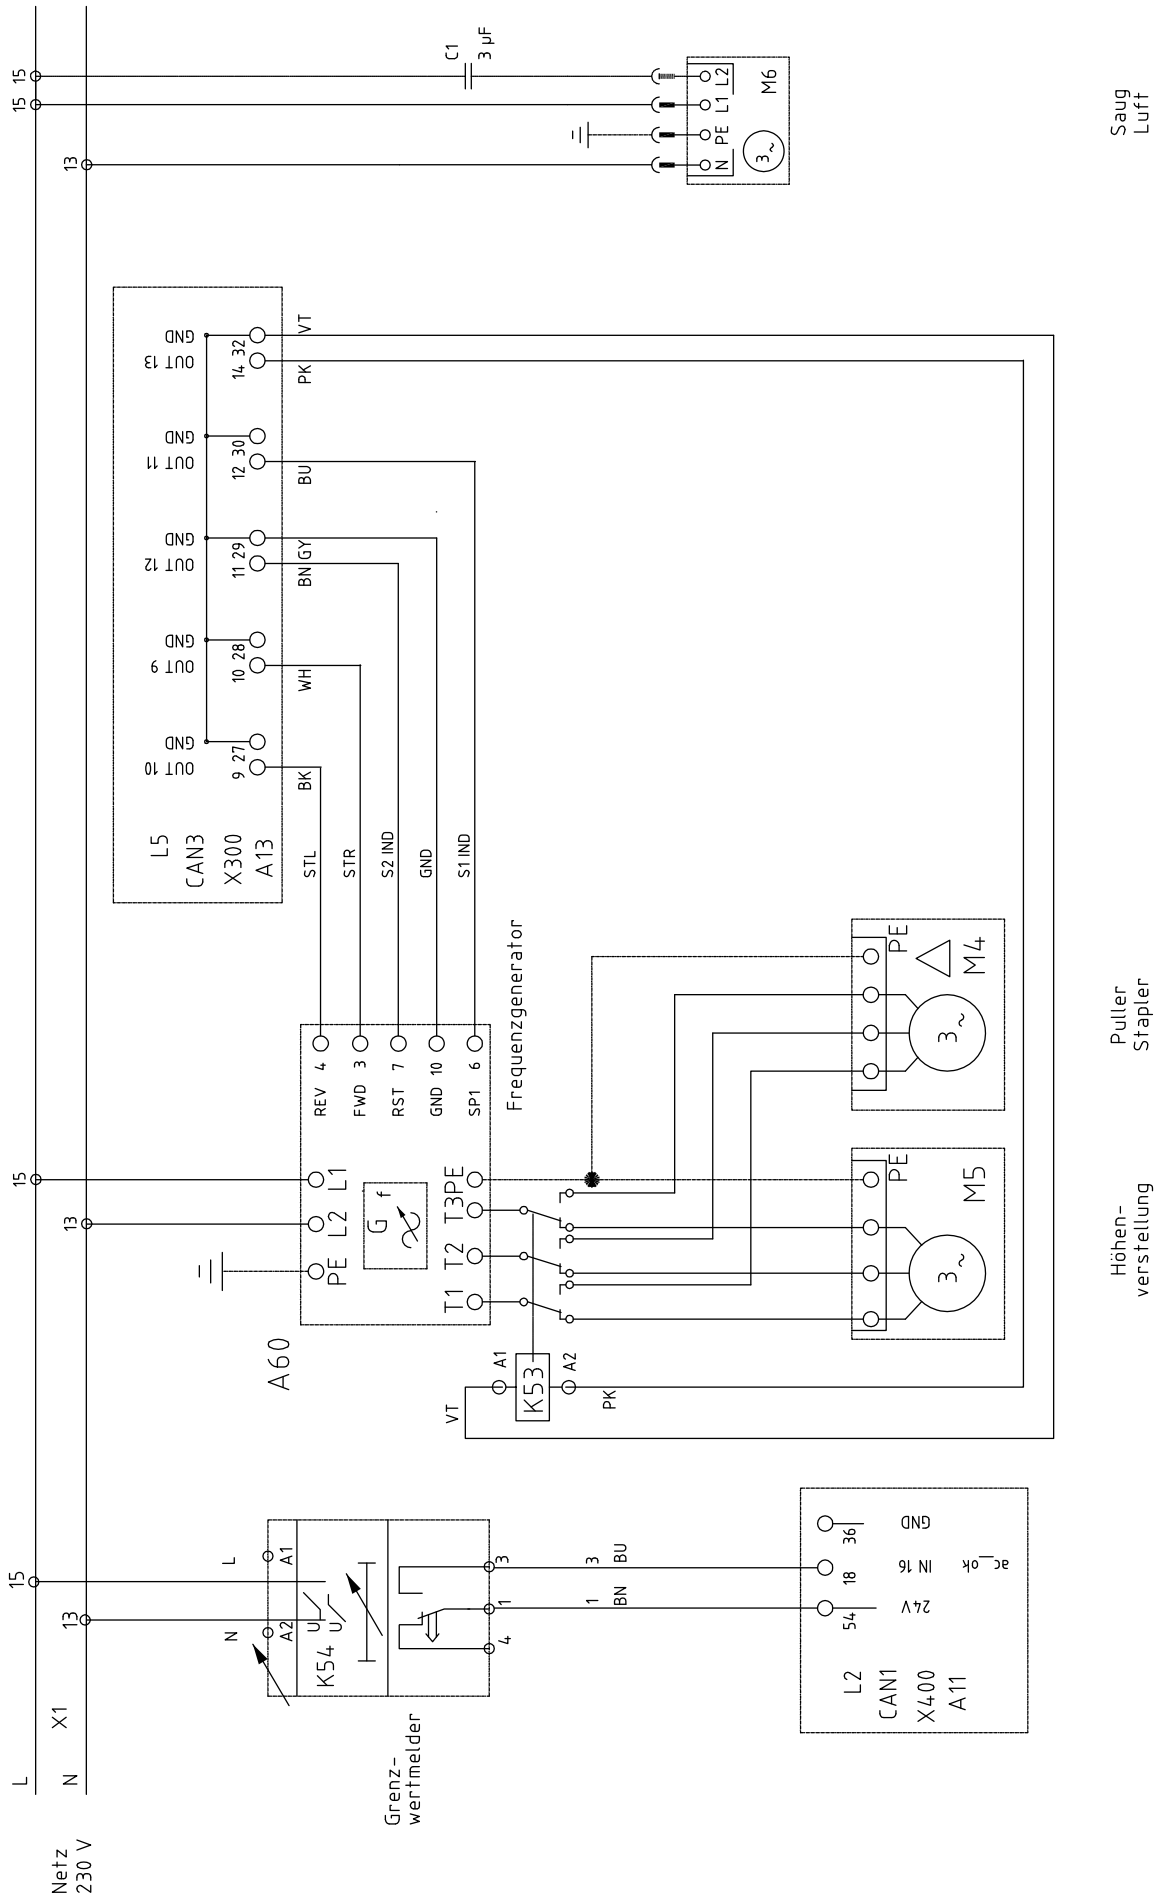 Netz
230 V
L
N
X1
13
15
13
15
15
15
13
N
L
A2
A1
U
U
K54
4
1
3
Grenz-
wertmelder
1
BN
3
BU
54
18
36
24V
IN 16
GND
ac_ok
L2
CAN1
X400
A11
A60
PE
L2
L1
G
f
T1
T2
T3
PE
REV 4
FWD 3
RST 7
GND 10
SP1 6
Frequenzgenerator
VT
A1
K53
A2
PK
STL
STR
S2 IND
GND
S1 IND
L5
CAN3
X300
A13
OUT 10
GND
OUT 9
GND
OUT 12
GND
OUT 11
GND
OUT 13
GND
9
27
10
28
11
29
12
30
14
32
BK
WH
BN
GY
BU
PK
VT
PE
3~
M5
PE
3~
M4
C1
3 µF
N
PE
L1
L2
3~
M6
Höhen-
verstellung
Puller
Stapler
Saug
Luft